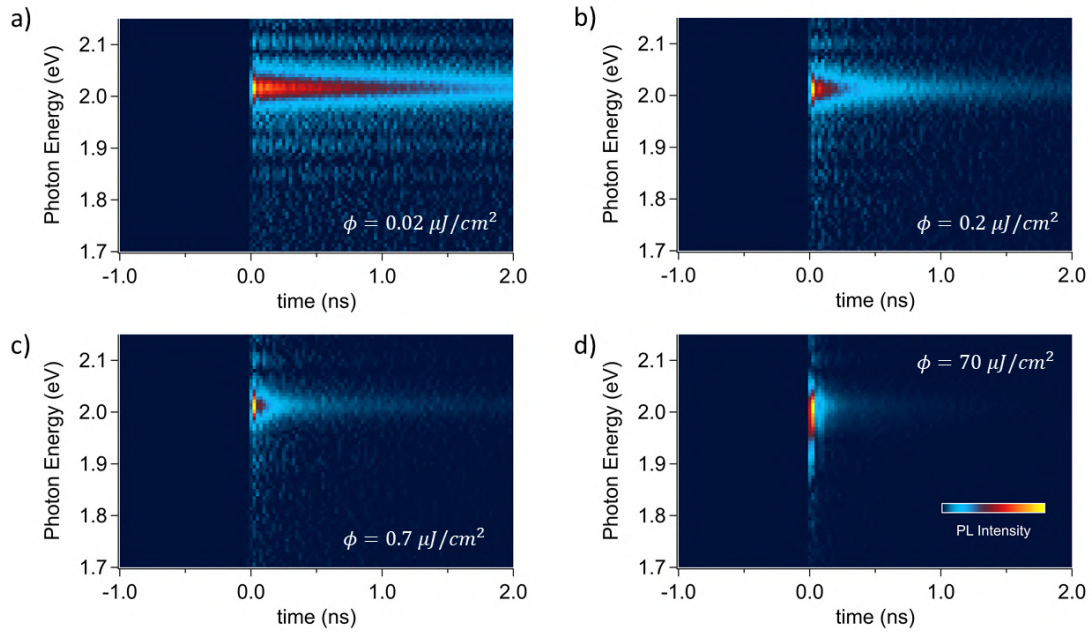 a)
Photon Energy (eV)
2.1
2.0
1.9
1.8
1.7
ϕ = 0.02 μJ/cm²
-1.0
0.0
1.0
2.0
time (ns)
b)
Photon Energy (eV)
2.1
2.0
1.9
1.8
1.7
ϕ = 0.2 μJ/cm²
-1.0
0.0
1.0
2.0
time (ns)
c)
Photon Energy (eV)
2.1
2.0
1.9
1.8
1.7
ϕ = 0.7 μJ/cm²
-1.0
0.0
1.0
2.0
time (ns)
d)
Photon Energy (eV)
2.1
2.0
1.9
1.8
1.7
ϕ = 70 μJ/cm²
PL Intensity
-1.0
0.0
1.0
2.0
time (ns)